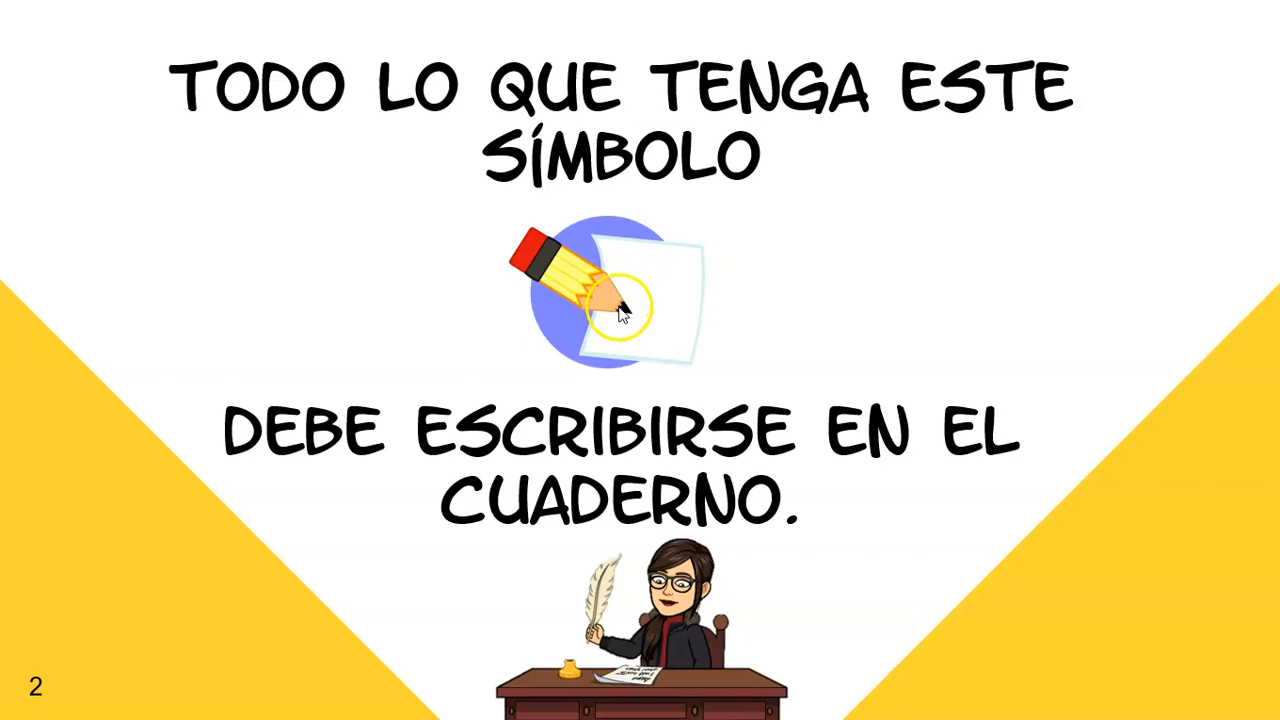 TODO LO QUE TENGA ESTE
SÍMBOLO
DEBE ESCRIBIRSE EN EL
CUADERNO.
2